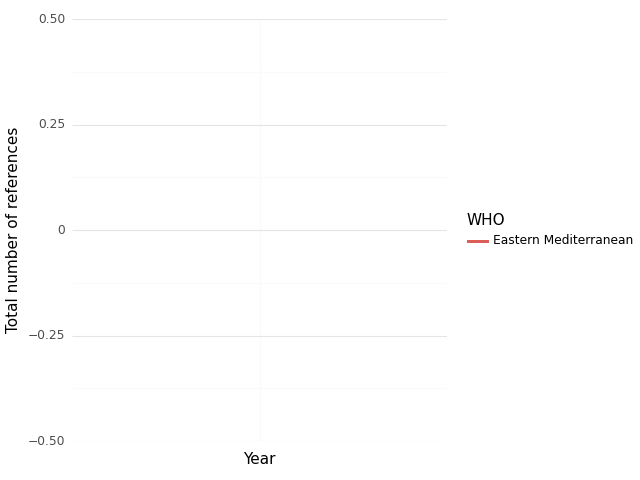 Total number of references
0.50
0.25
0
−0.25
−0.50
Year
WHO
Eastern Mediterranean